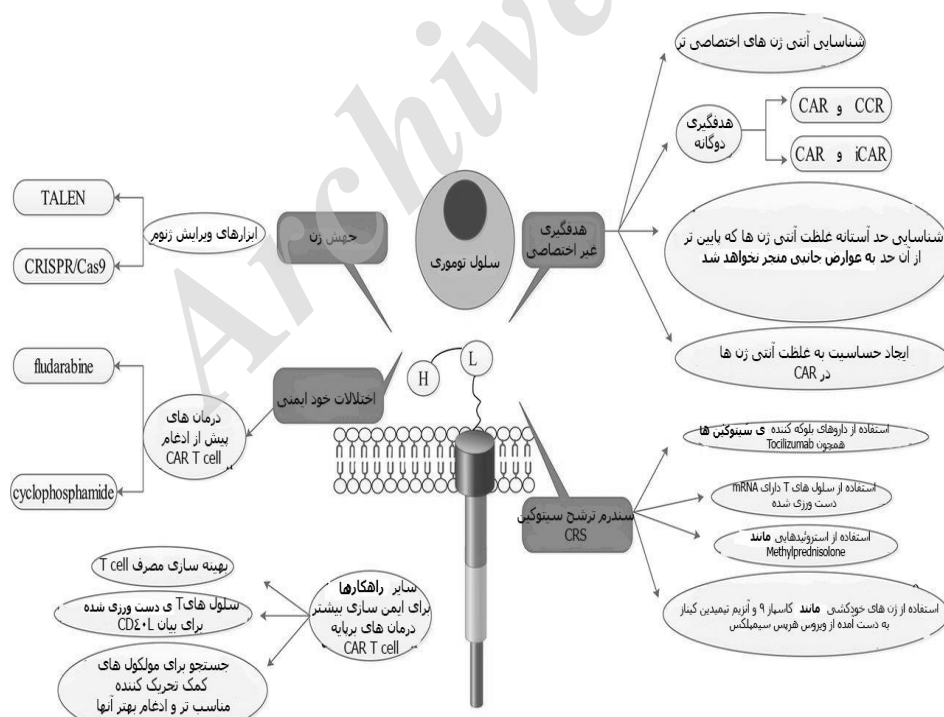 Archive
شناسایی آنتی ژن های اختصاصی تر
هدفگیری
دوگانه
CAR و CCR
CAR و iCAR
هدفگیری
غیر اختصاصی
شناسایی حد آستانه غلظت آنتی ژن ها که پایین تر
از آن حد به عوارض جانبی منجر نخواهد شد
ایجاد حساسیت به غلظت آنتی ژن ها
در CAR
سلول توموری
جهش ژن
ابزارهای ویرایش ژنوم
TALEN
CRISPR/Cas9
L
H
اختلالات خود ایمنی
درمان های
پیش از ادغام
CAR T cell
fludarabine
cyclophosphamide
سندرم ترشح سیتوکین
CRS
استفاده از داروهای بلوکه کننده ی سیتوکین ها
همچون Tocilizumab
استفاده از سلول های T دارای mRNA
دست ورزی شده
استفاده از استروئیدهایی مانند
Methylprednisolone
استفاده از ژن های خودکشی مانند کاسپاز ۹ و آنزیم تیمیدین کیناز
به دست آمده از ویروس هرپس سیمپلکس
سایر راهکارها
برای ایمن سازی بیشتر
درمان های برپایه
CAR T cell
بهینه سازی مصرف T cell
سلول های T ی دست ورزی شده
برای بیان CD٤٠L
جستجو برای مولکول های
کمک تحریک کننده
مناسب تر و ادغام بهتر آنها